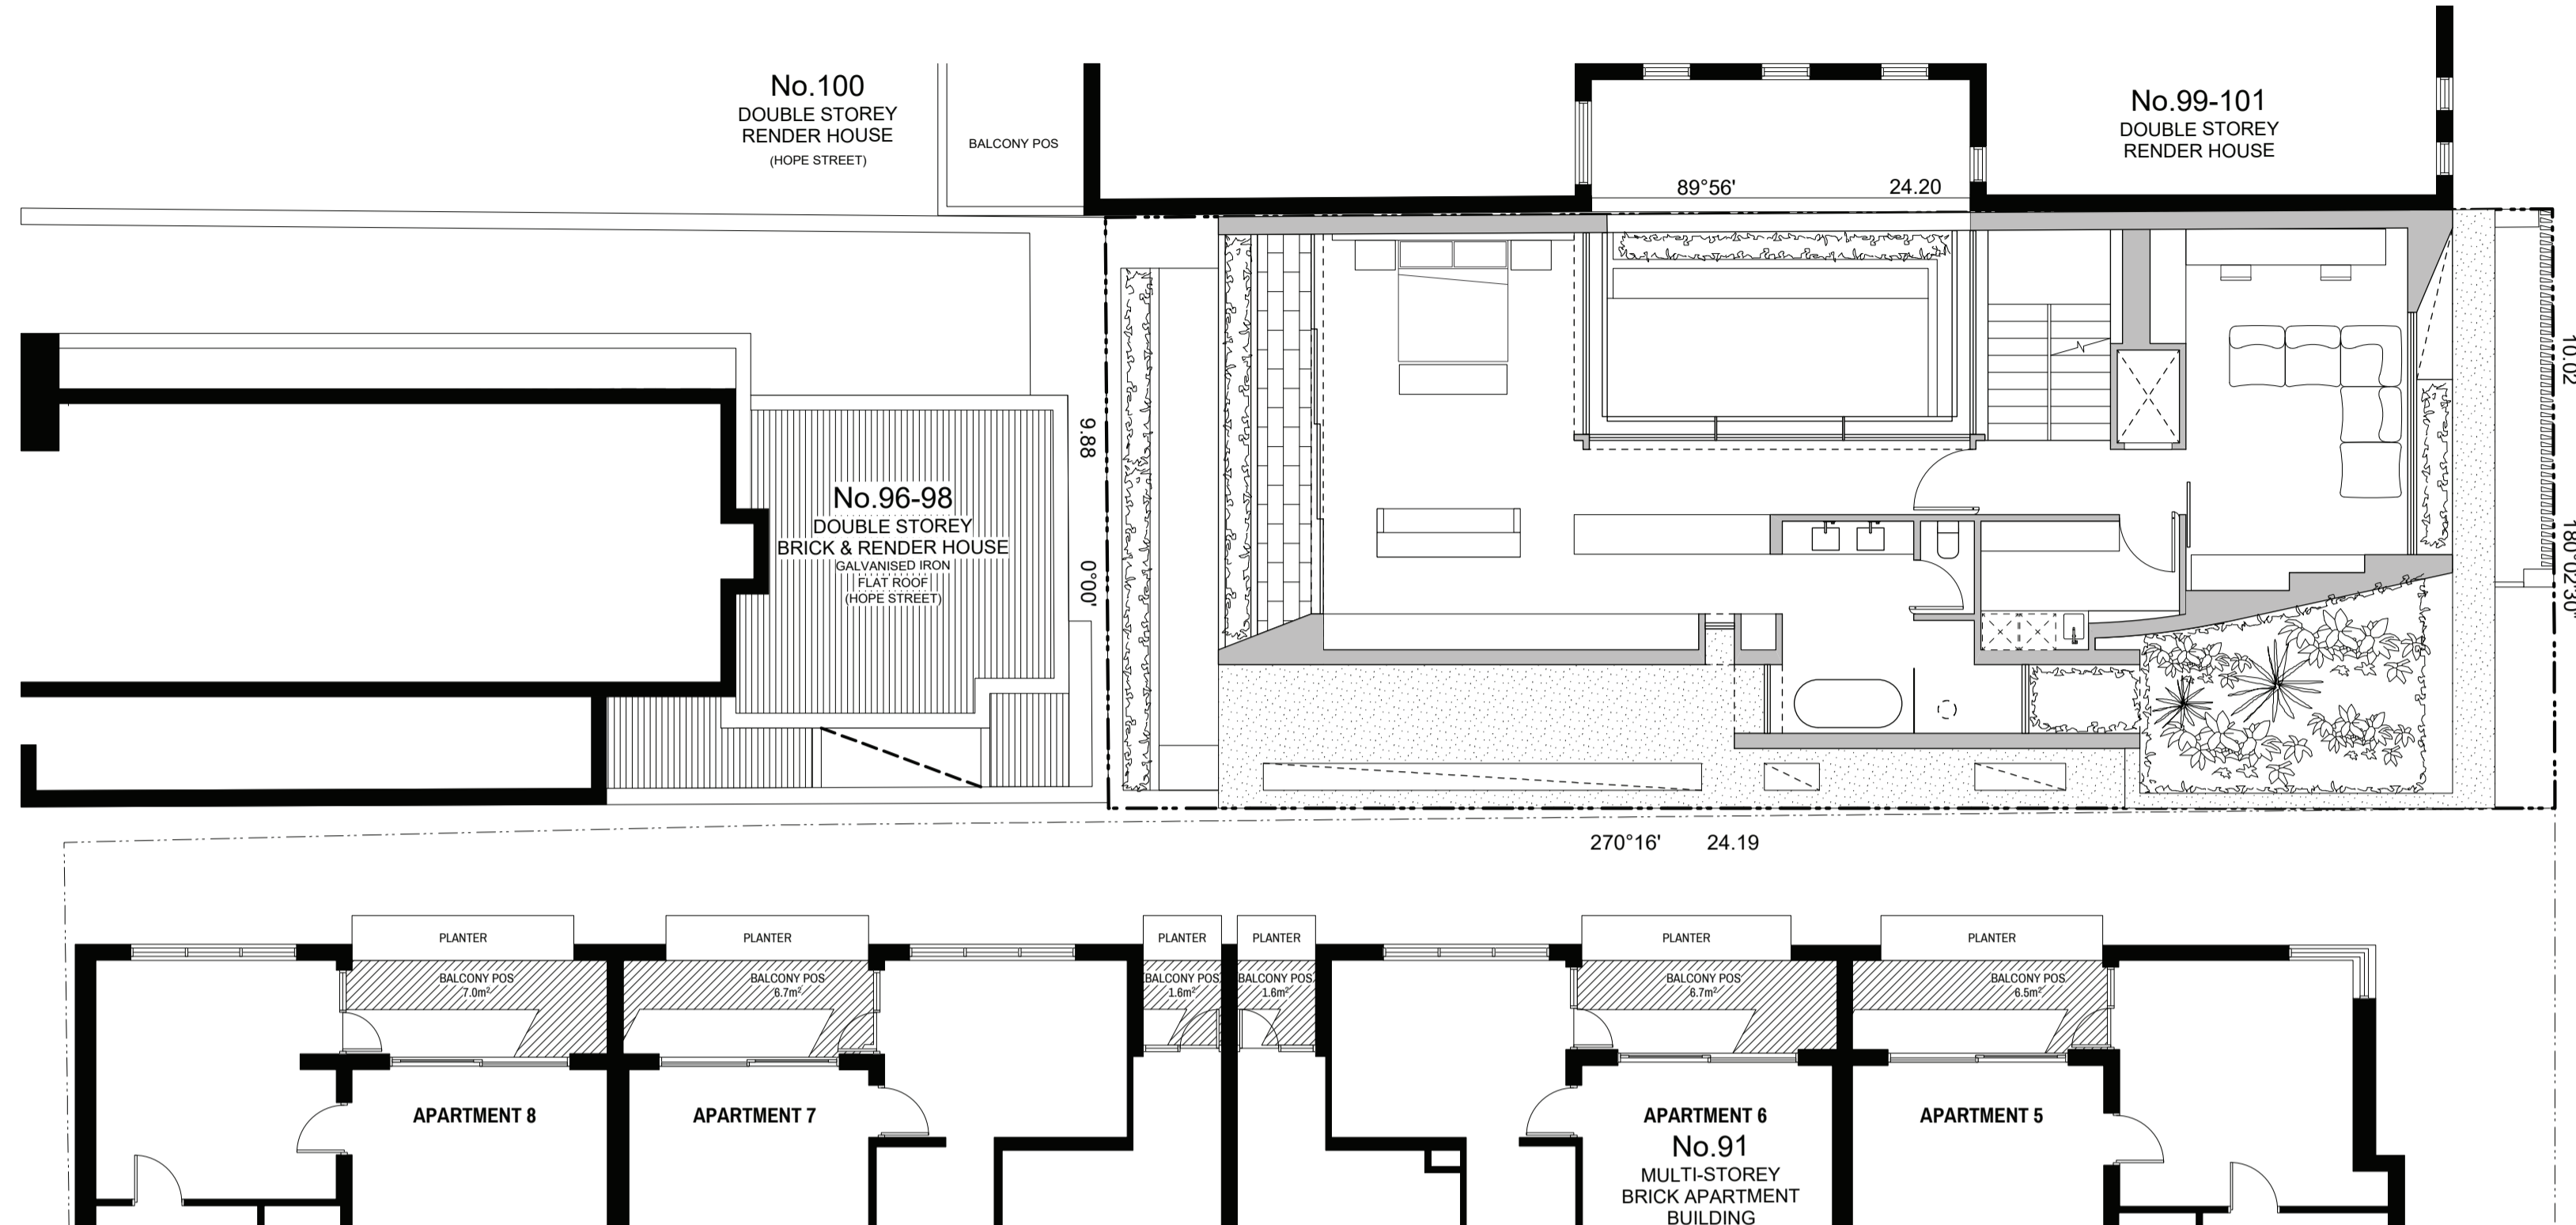 No.100
DOUBLE STOREY
RENDER HOUSE
(HOPE STREET)
BALCONY POS
No.99-101
DOUBLE STOREY
RENDER HOUSE
89°56' 24.20
10.02
180°02'30"
9.88
0°00'
No.96-98
DOUBLE STOREY
BRICK & RENDER HOUSE
GALVANISED IRON
FLAT ROOF
(HOPE STREET)
270°16' 24.19
PLANTER
PLANTER
PLANTER
PLANTER
PLANTER
PLANTER
BALCONY POS
7.0m²
BALCONY POS
6.7m²
BALCONY POS
1.6m²
BALCONY POS
1.6m²
BALCONY POS
6.7m²
BALCONY POS
6.5m²
APARTMENT 8
APARTMENT 7
APARTMENT 6
APARTMENT 5
No.91
MULTI-STOREY
BRICK APARTMENT
BUILDING